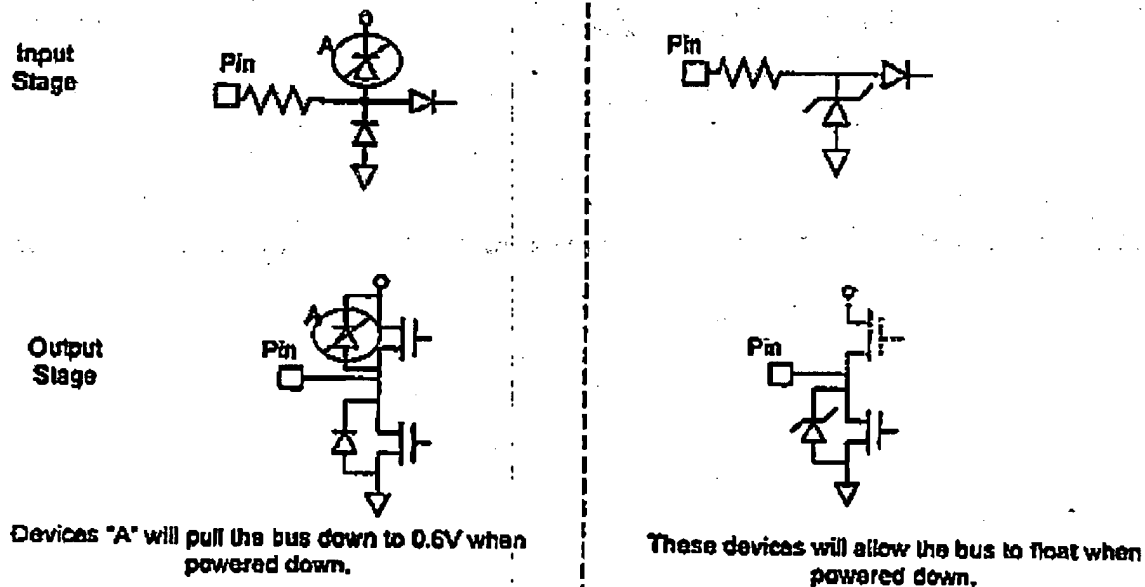 Input
Stage
A
Pin
Pin
Output
Stage
A
Pin
Pin
Devices "A" will pull the bus down to 0.6V when
powered down.
These devices will allow the bus to float when
powered down.